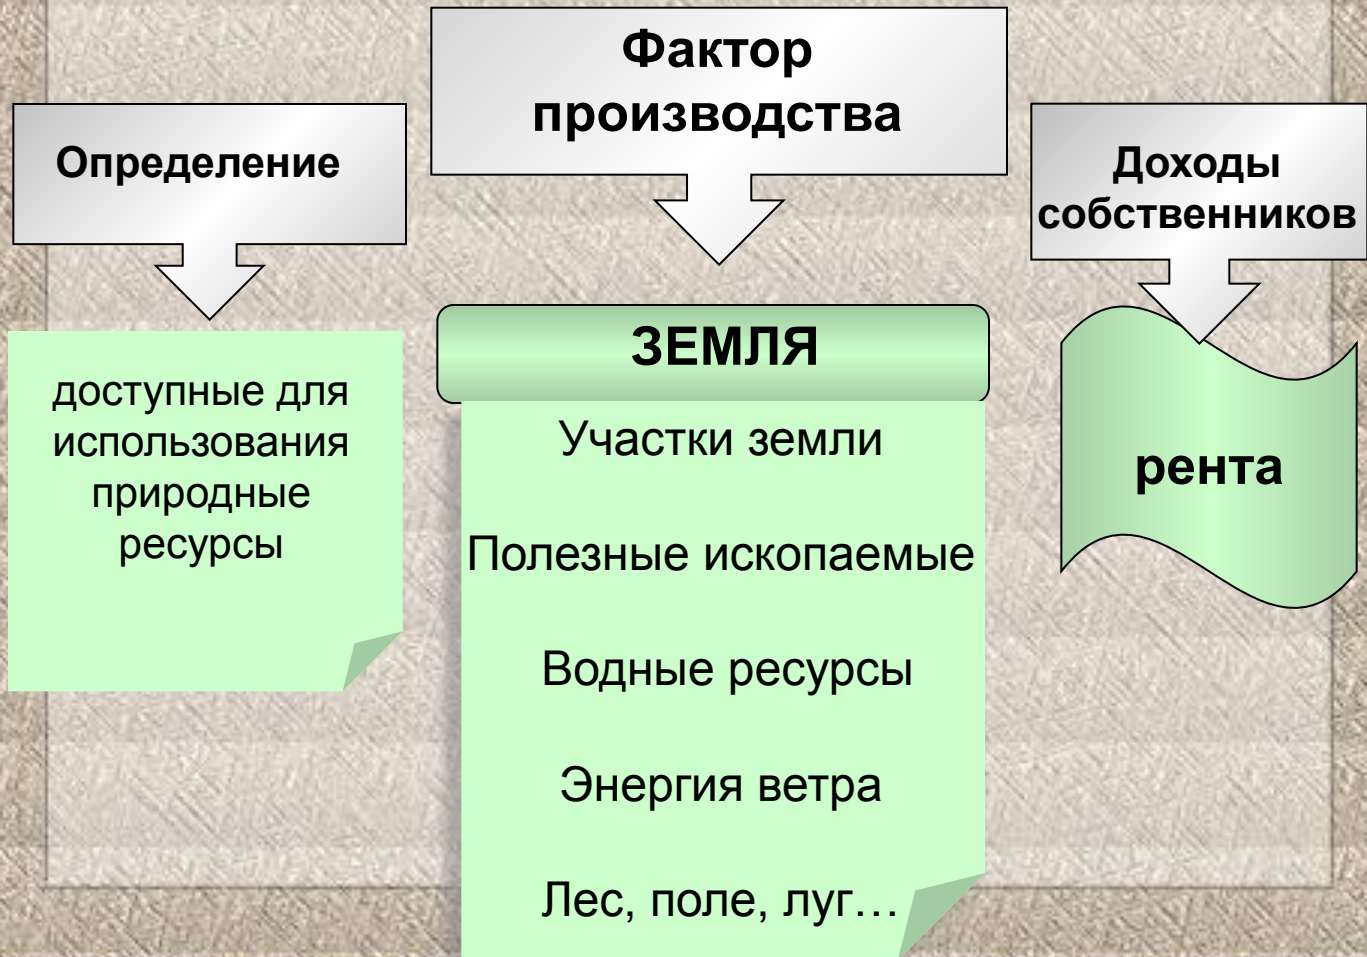 Фактор
производства
Определение
Доходы
собственников
доступные для
использования
природные
ресурсы
ЗЕМЛЯ
Участки земли
Полезные ископаемые
Водные ресурсы
Энергия ветра
Лес, поле, луг…
рента